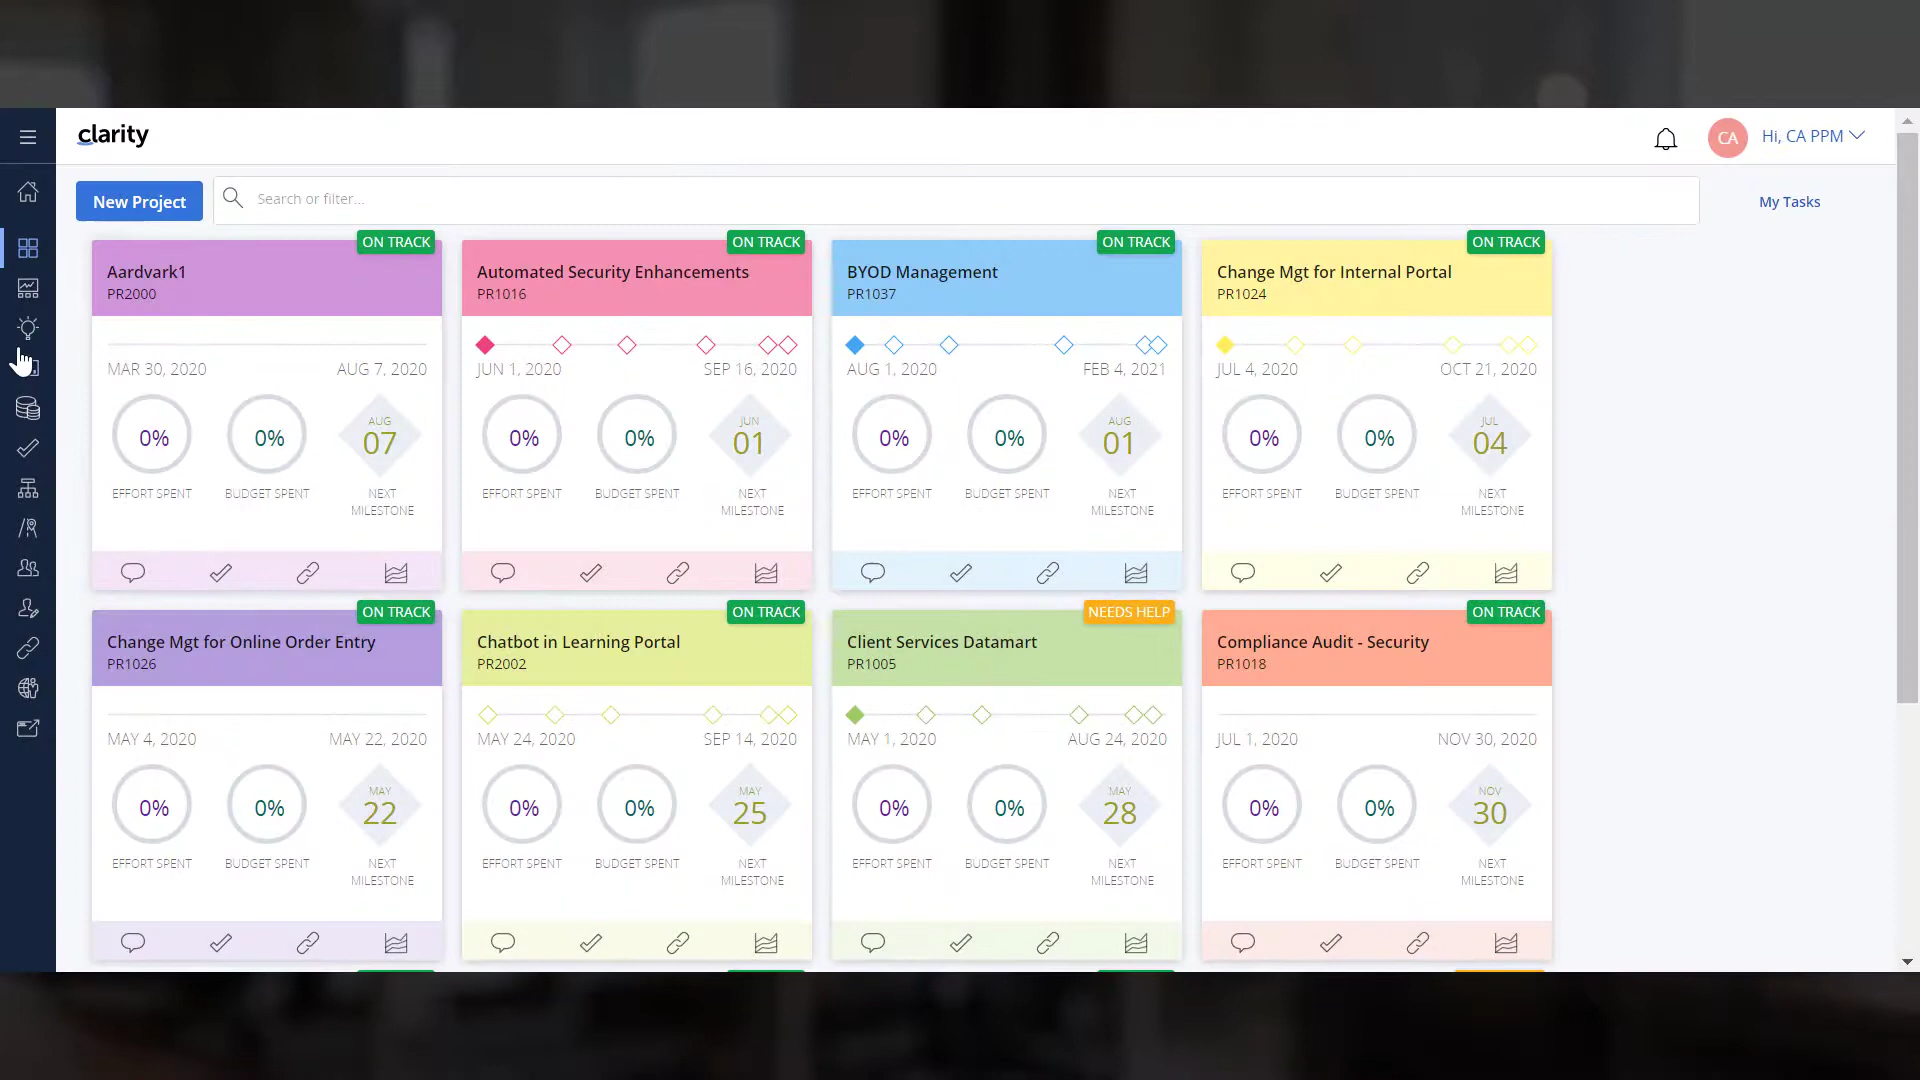 clarity
CA
Hi, CA PPM
New Project
Search or filter...
My Tasks
ON TRACK
Aardvark1
PR2000
MAR 30, 2020
AUG 7, 2020
0%
EFFORT SPENT
0%
BUDGET SPENT
AUG
07
NEXT
MILESTONE
ON TRACK
Automated Security Enhancements
PR1016
JUN 1, 2020
SEP 16, 2020
0%
EFFORT SPENT
0%
BUDGET SPENT
JUN
01
NEXT
MILESTONE
ON TRACK
BYOD Management
PR1037
AUG 1, 2020
FEB 4, 2021
0%
EFFORT SPENT
0%
BUDGET SPENT
AUG
01
NEXT
MILESTONE
ON TRACK
Change Mgt for Internal Portal
PR1024
JUL 4, 2020
OCT 21, 2020
0%
EFFORT SPENT
0%
BUDGET SPENT
JUL
04
NEXT
MILESTONE
ON TRACK
Change Mgt for Online Order Entry
PR1026
MAY 4, 2020
MAY 22, 2020
0%
EFFORT SPENT
0%
BUDGET SPENT
MAY
22
NEXT
MILESTONE
ON TRACK
Chatbot in Learning Portal
PR2002
MAY 24, 2020
SEP 14, 2020
0%
EFFORT SPENT
0%
BUDGET SPENT
MAY
25
NEXT
MILESTONE
NEEDS HELP
Client Services Datamart
PR1005
MAY 1, 2020
AUG 24, 2020
0%
EFFORT SPENT
0%
BUDGET SPENT
MAY
28
NEXT
MILESTONE
ON TRACK
Compliance Audit - Security
PR1018
JUL 1, 2020
NOV 30, 2020
0%
EFFORT SPENT
0%
BUDGET SPENT
NOV
30
NEXT
MILESTONE